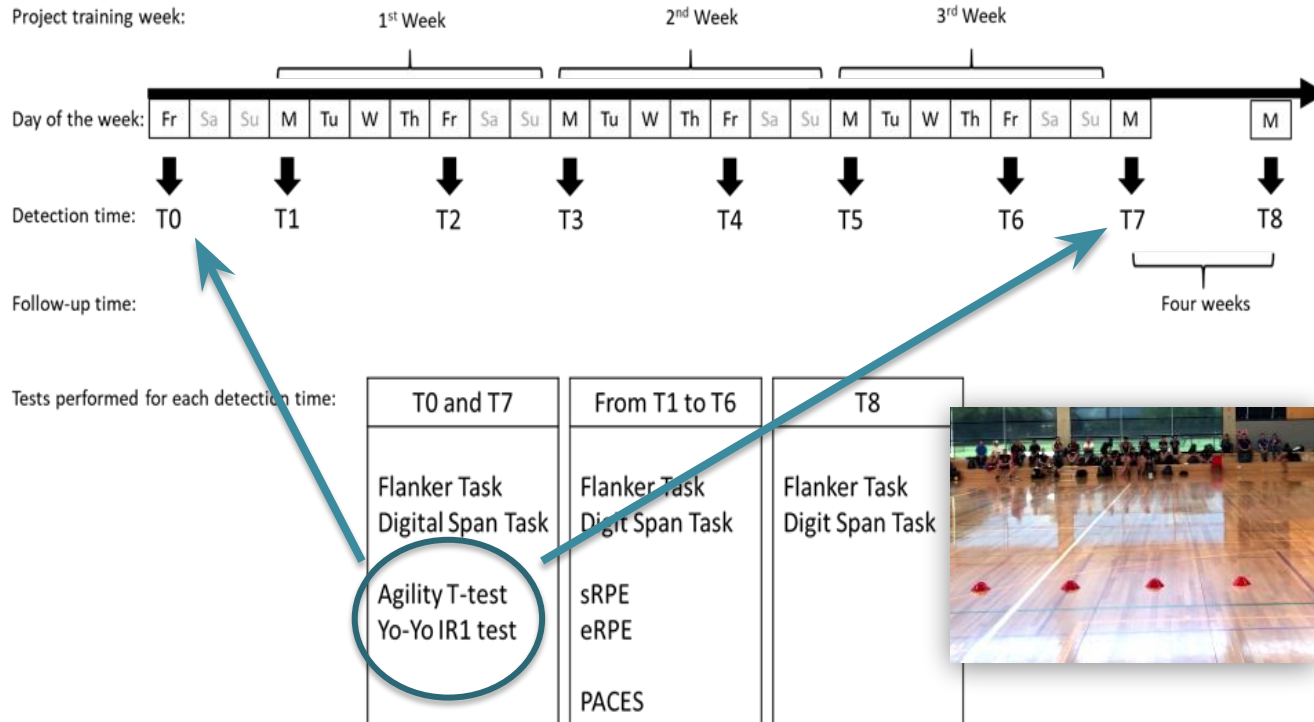 Project training week:
1st Week
2nd Week
3rd Week
Day of the week: Fr Sa Su M Tu W Th Fr Sa Su M Tu W Th Fr Sa Su M Tu W Th Fr Sa Su M M
Detection time: T0 T1 T2 T3 T4 T5 T6 T7 T8
Follow-up time: Four weeks
Tests performed for each detection time:
T0 and T7
Flanker Task
Digital Span Task
Agility T-test
Yo-Yo IR1 test
From T1 to T6
Flanker Task
Digit Span Task
sRPE
eRPE
PACES
T8
Flanker Task
Digit Span Task